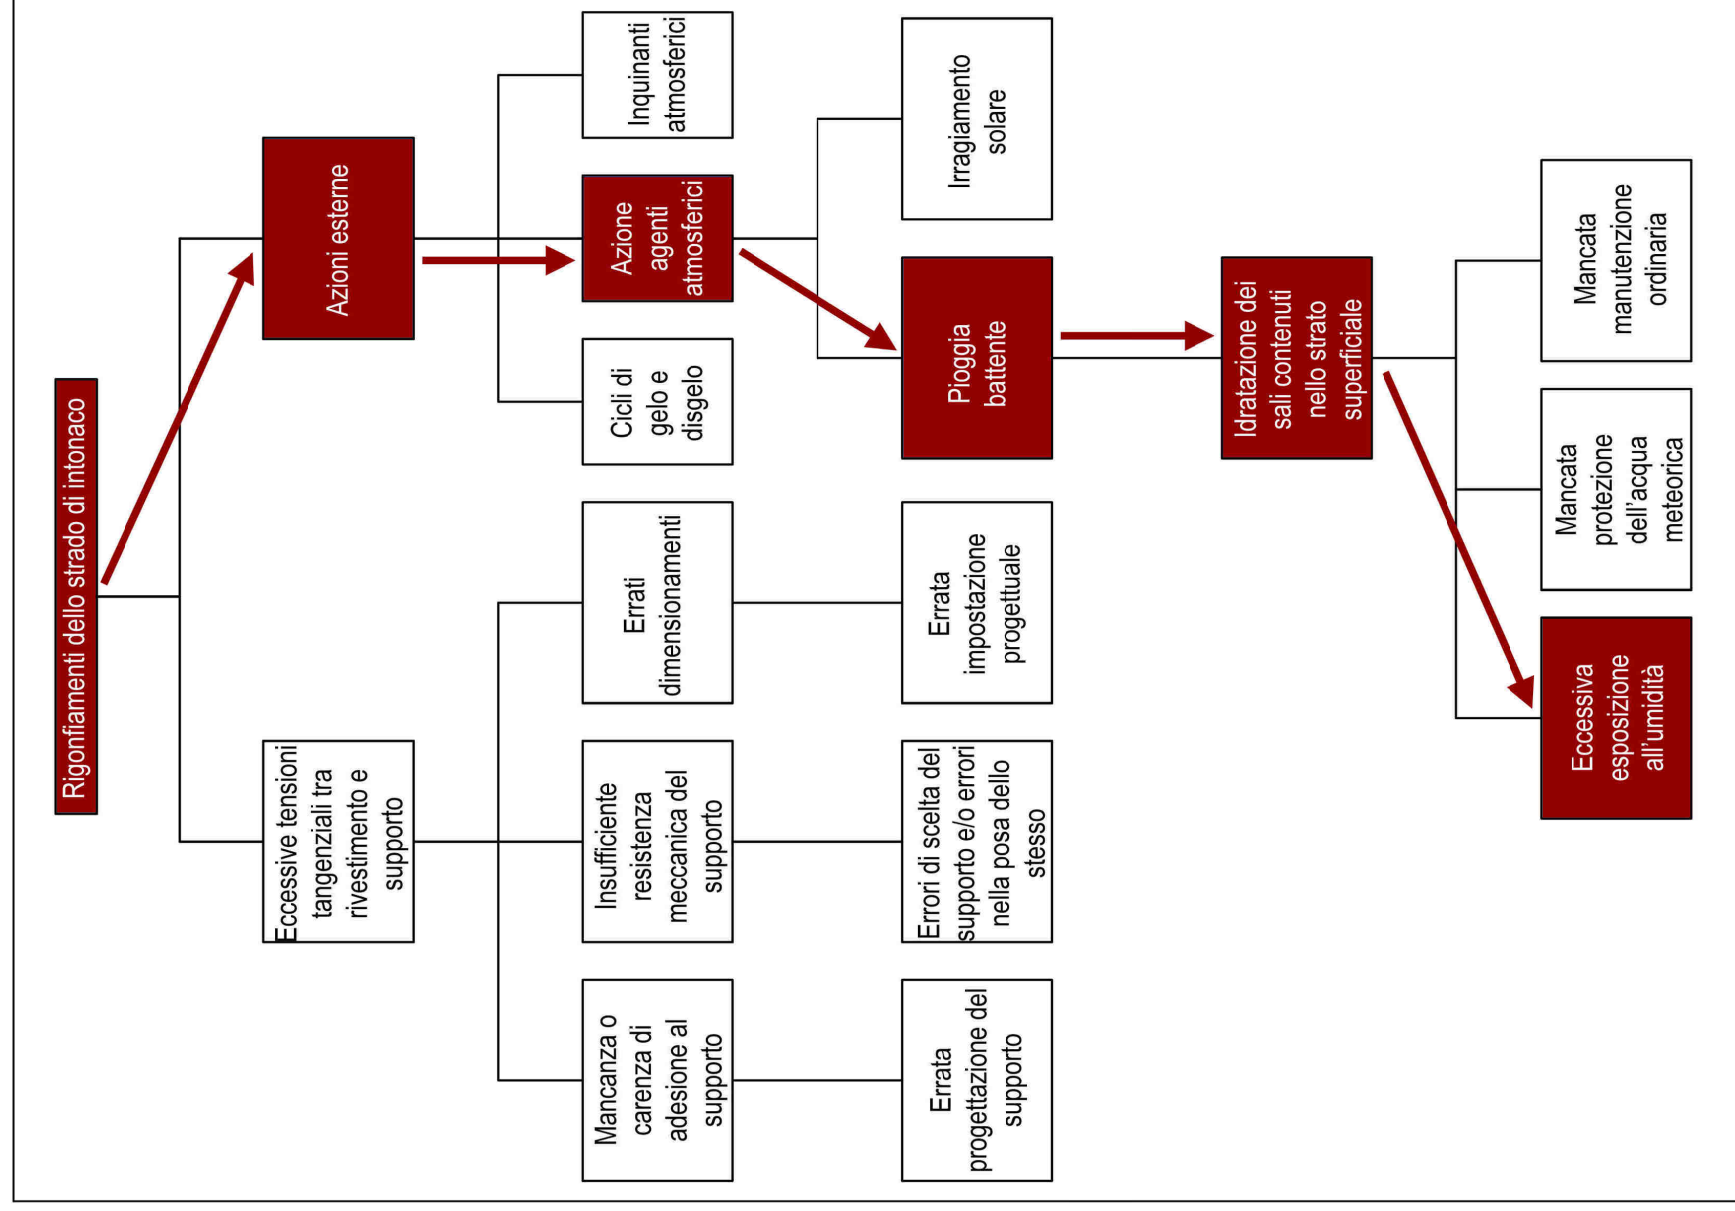 Rigonfiamenti dello strado di intonaco
Eccessive tensioni
tangenziali tra
rivestimento e
supporto
Azioni esterne
Mancanza o
carenza di
adesione al
supporto
Insufficiente
resistenza
meccanica del
supporto
Errati
dimensionamenti
Cicli di
gelo e
disgelo
Azione
agenti
atmosferici
Inquinanti
atmosferici
Errata
progettazione del
supporto
Errori di scelta del
supporto e/o errori
nella posa dello
stesso
Errata
impostazione
progettuale
Pioggia
battente
Irragiamento
solare
Idratazione dei
sali contenuti
nello strato
superficiale
Eccessiva
esposizione
all'umidità
Mancata
protezione
dell'acqua
meteorica
Mancata
manutenzione
ordinaria